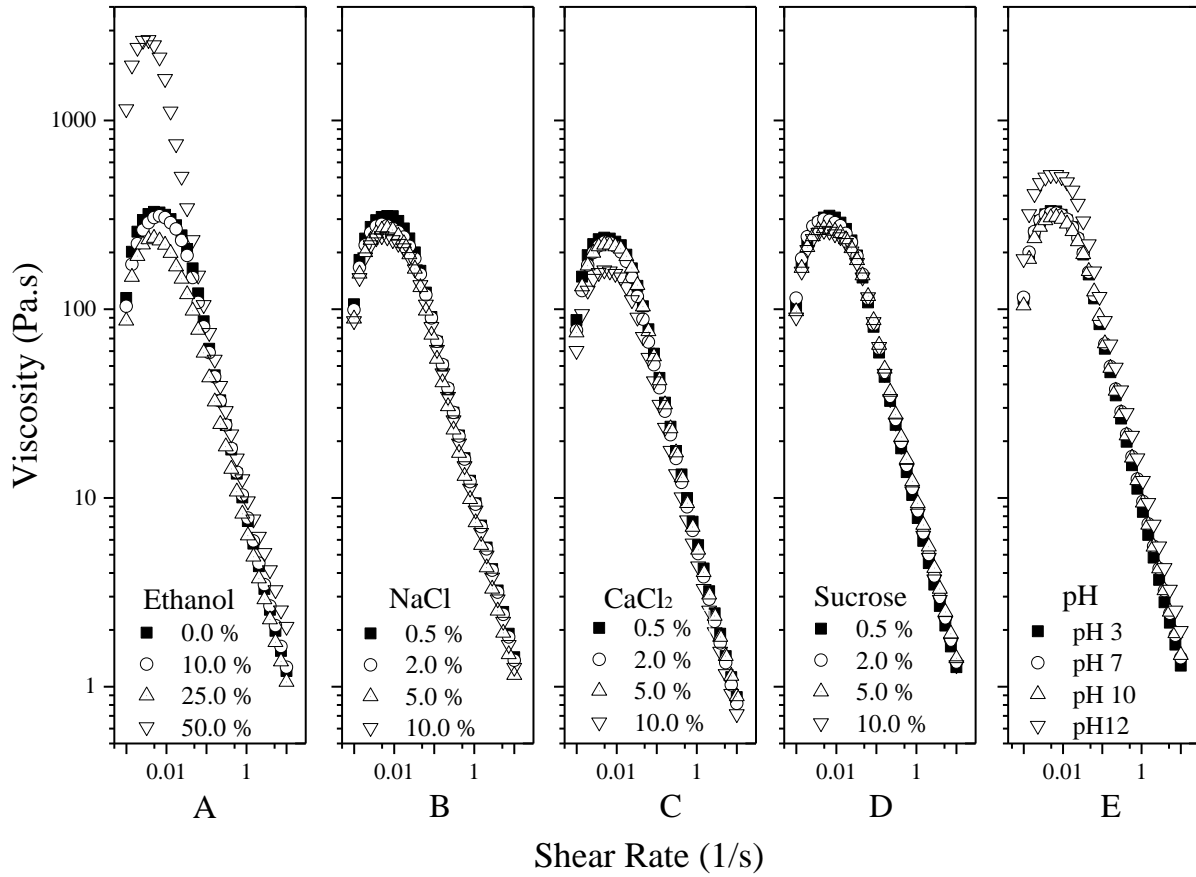 Viscosity (Pa.s)
1000
100
10
1
Ethanol
0.0 %
10.0 %
25.0 %
50.0 %
0.01 1
A
NaCl
0.5 %
2.0 %
5.0 %
10.0 %
0.01 1
B
CaCl₂
0.5 %
2.0 %
5.0 %
10.0 %
0.01 1
C
Sucrose
0.5 %
2.0 %
5.0 %
10.0 %
0.01 1
D
pH
pH 3
pH 7
pH 10
pH12
0.01 1
E
Shear Rate (1/s)